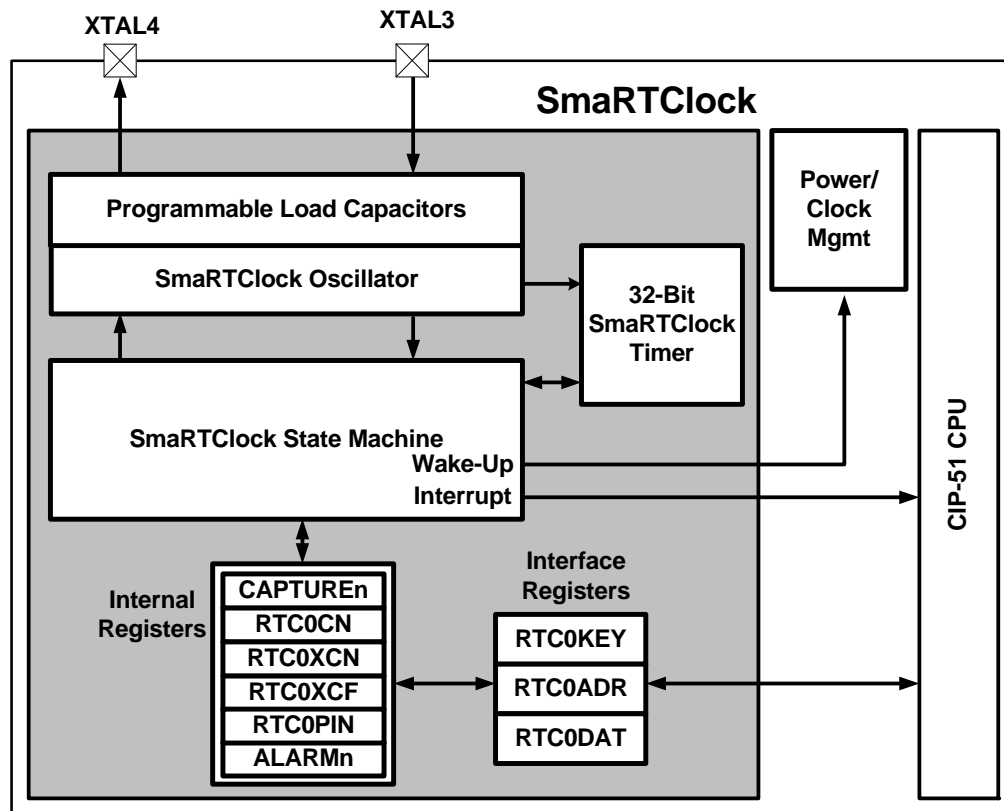 XTAL4
XTAL3
SmaRTClock
Programmable Load Capacitors
SmaRTClock Oscillator
32-Bit
SmaRTClock
Timer
Power/
Clock
Mgmt
SmaRTClock State Machine
Wake-Up
Interrupt
CIP-51 CPU
Internal
Registers
CAPTUREn
RTC0CN
RTC0XCN
RTC0XCF
RTC0PIN
ALARMn
Interface
Registers
RTC0KEY
RTC0ADR
RTC0DAT